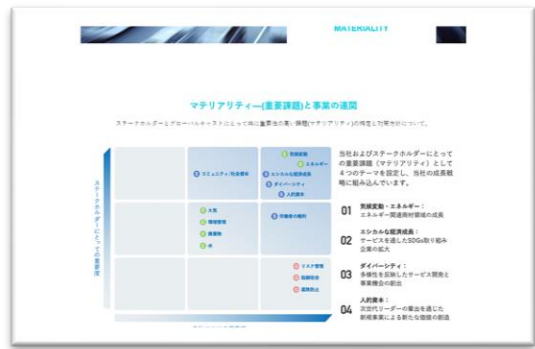 MATERIALITY
マテリアリティ―(重要課題)と事業の連関
ステークホルダーとグローバルキャストにとって共に重要性の高い課題(マテリアリティ)の特定と対処方針について。
ステークホルダーにとっての重要度
E 気候変動
E エネルギー
S コミュニティ/社会資本
S エシカルな経済成長
S ダイバーシティ
S 人的資本
E 大気
E 環境管理
E 廃棄物
E 水
S 労働者の権利
G リスク管理
G 租税回避
G 腐敗防止
当社およびステークホルダーにとって
の重要課題（マテリアリティ）として
4つのテーマを設定し、当社の成長戦
略に組み込んでいます。
01 気候変動・エネルギー：
エネルギー関連商材領域の成長
02 エシカルな経済成長：
サービスを通したSDGs取り組み
企業の拡大
03 ダイバーシティ：
多様性を反映したサービス開発と
事業機会の創出
04 人的資本：
次世代リーダーの輩出を通じた
新規事業による新たな価値の創造